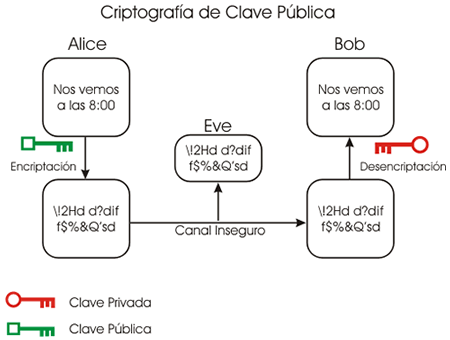 Criptografía de Clave Pública
Alice
Bob
Nos vemos
a las 8:00
Nos vemos
a las 8:00
Eve
\!2Hd d?dif
f$%&Q'sd
Encriptación
Desencriptación
\!2Hd d?dif
f$%&Q'sd
\!2Hd d?dif
f$%&Q'sd
Canal Inseguro
Clave Privada
Clave Pública